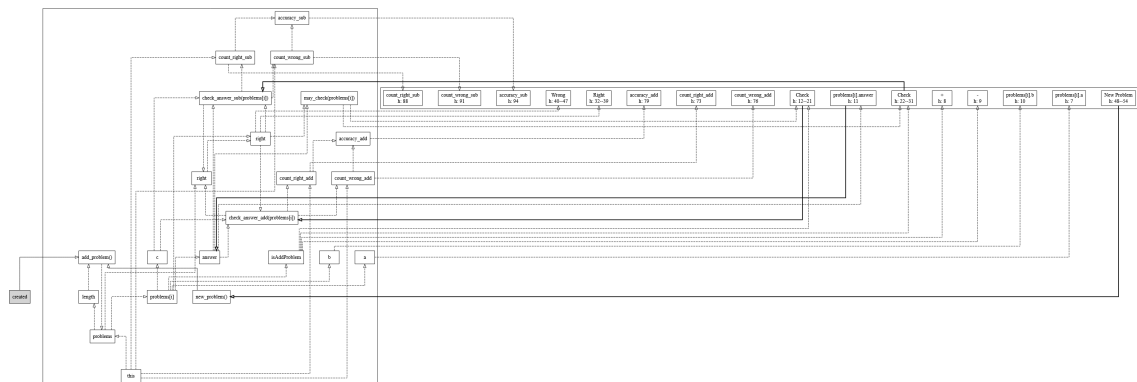 accuracy_sub
count_right_sub
count_wrong_sub
check_answer_sub(problems[i])
may_check(problems[i])
count_right_sub
h: 88
count_wrong_sub
h: 91
accuracy_sub
h: 94
Wrong
h: 40–47
Right
h: 32–39
accuracy_add
h: 79
count_right_add
h: 73
count_wrong_add
h: 76
Check
h: 12–21
problems[i].answer
h: 11
Check
h: 22–31
+
h: 8
-
h: 9
problems[i].b
h: 10
problems[i].a
h: 7
New Problem
h: 48–54
right
accuracy_add
right
count_right_add
count_wrong_add
check_answer_add(problems[i])
add_problem()
c
answer
isAddProblem
b
a
created
length
problems[i]
new_problem()
problems
this